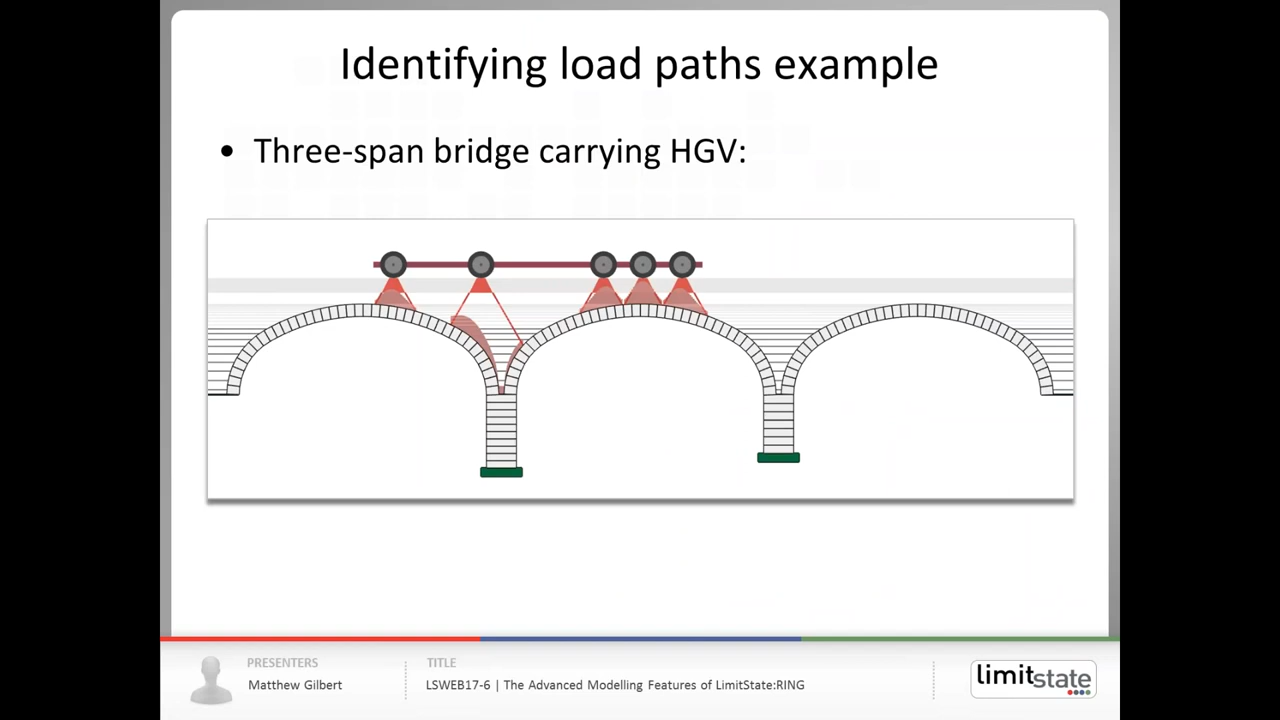 Identifying load paths example
• Three-span bridge carrying HGV:
PRESENTERS
Matthew Gilbert
TITLE
LSWEB17-6 | The Advanced Modelling Features of LimitState:RING
limitstate